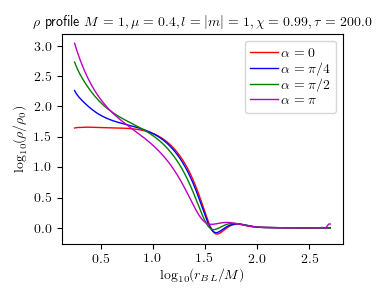 ρ profile M = 1, μ = 0.4, l = |m| = 1, χ = 0.99, τ = 200.0
α = 0
α = π/4
α = π/2
α = π
log₁₀(ρ/ρ₀)
3.0
2.5
2.0
1.5
1.0
0.5
0.0
0.5 1.0 1.5 2.0 2.5
log₁₀(r_{BL}/M)